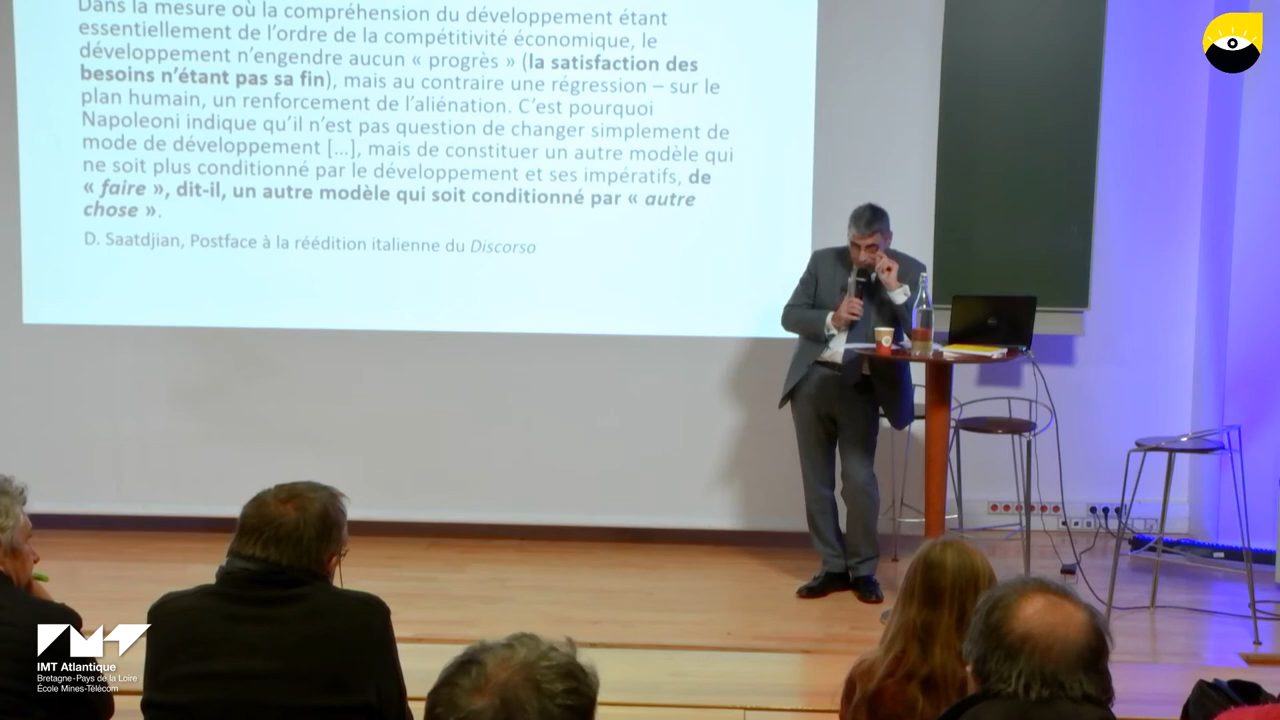 Dans la mesure où la compréhension du développement étant
essentiellement de l'ordre de la compétitivité économique, le
développement n'engendre aucun « progrès » (la satisfaction des
besoins n'étant pas sa fin), mais au contraire une régression – sur le
plan humain, un renforcement de l'aliénation. C'est pourquoi
Napoleoni indique qu'il n'est pas question de changer simplement de
mode de développement [...], mais de constituer un autre modèle qui
ne soit plus conditionné par le développement et ses impératifs, de
« faire », dit-il, un autre modèle qui soit conditionné par « autre
chose ».
D. Saatdjian, Postface à la réédition italienne du Discorso
IMT Atlantique
Bretagne-Pays de la Loire
École Mines-Télécom